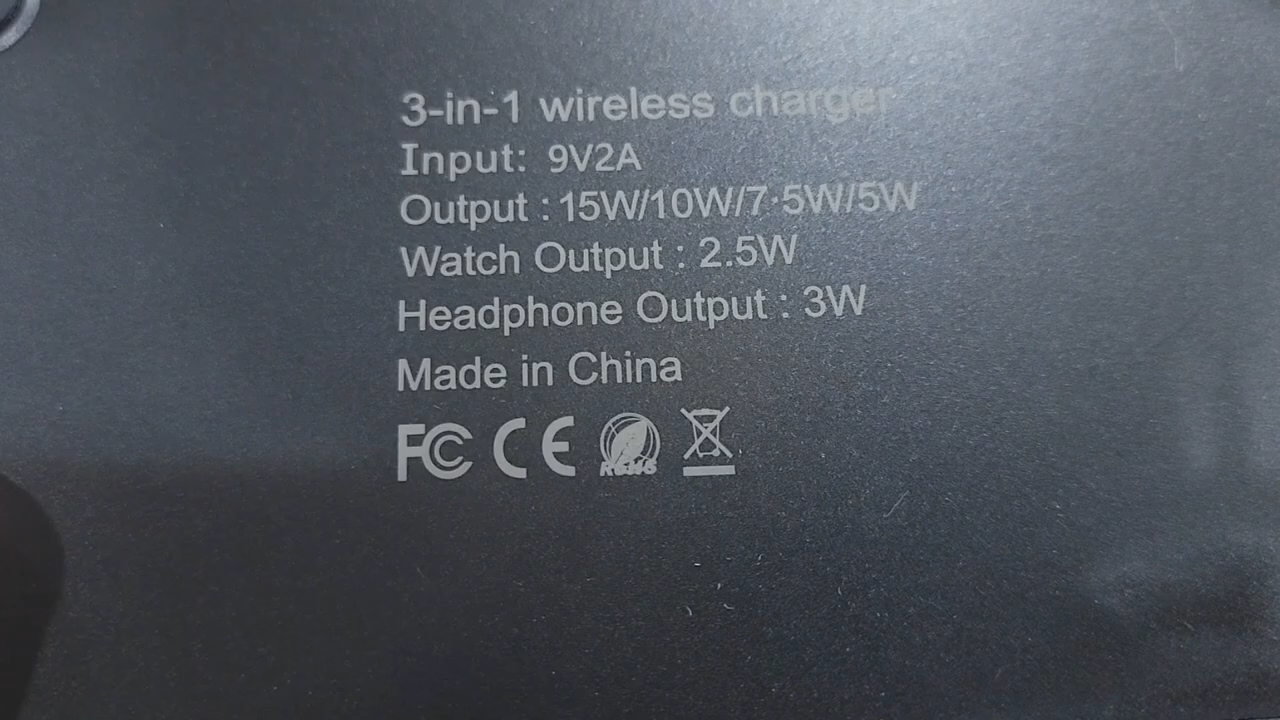 3-in-1 wireless charger
Input: 9V2A
Output : 15W/10W/7·5W/5W
Watch Output : 2.5W
Headphone Output : 3W
Made in China
FC CE RoHS